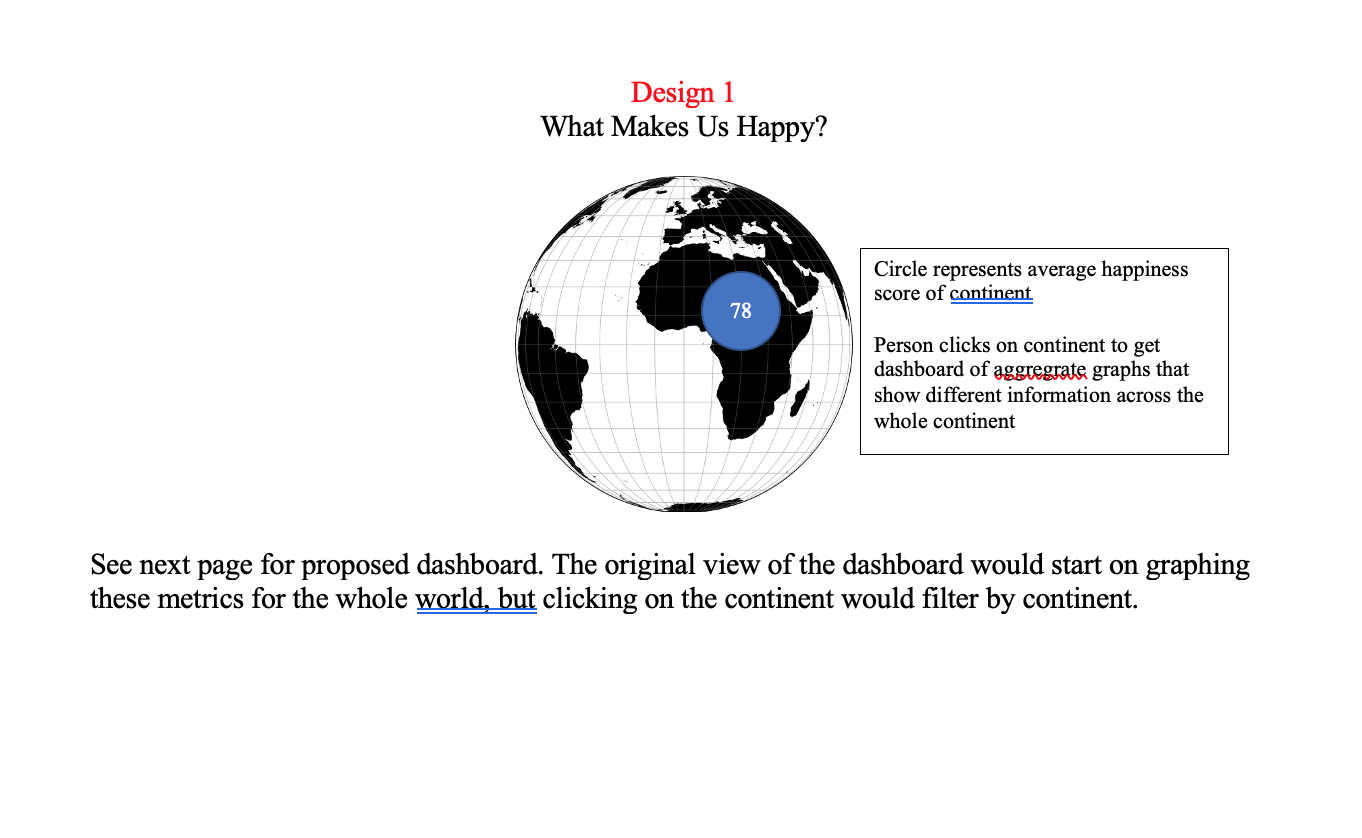 Design 1
What Makes Us Happy?
78
Circle represents average happiness
score of continent
Person clicks on continent to get
dashboard of aggregrate graphs that
show different information across the
whole continent
See next page for proposed dashboard. The original view of the dashboard would start on graphing
these metrics for the whole world, but clicking on the continent would filter by continent.